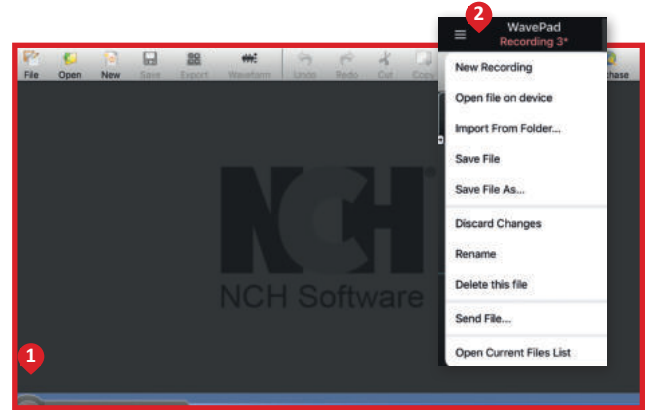 2
WavePad
Recording 3*
File Open New Save Export Waveform Undo Redo Cut Copy
chase
New Recording
Open file on device
Import From Folder...
Save File
Save File As...
Discard Changes
Rename
Delete this file
Send File...
Open Current Files List
NCH
NCH Software
1